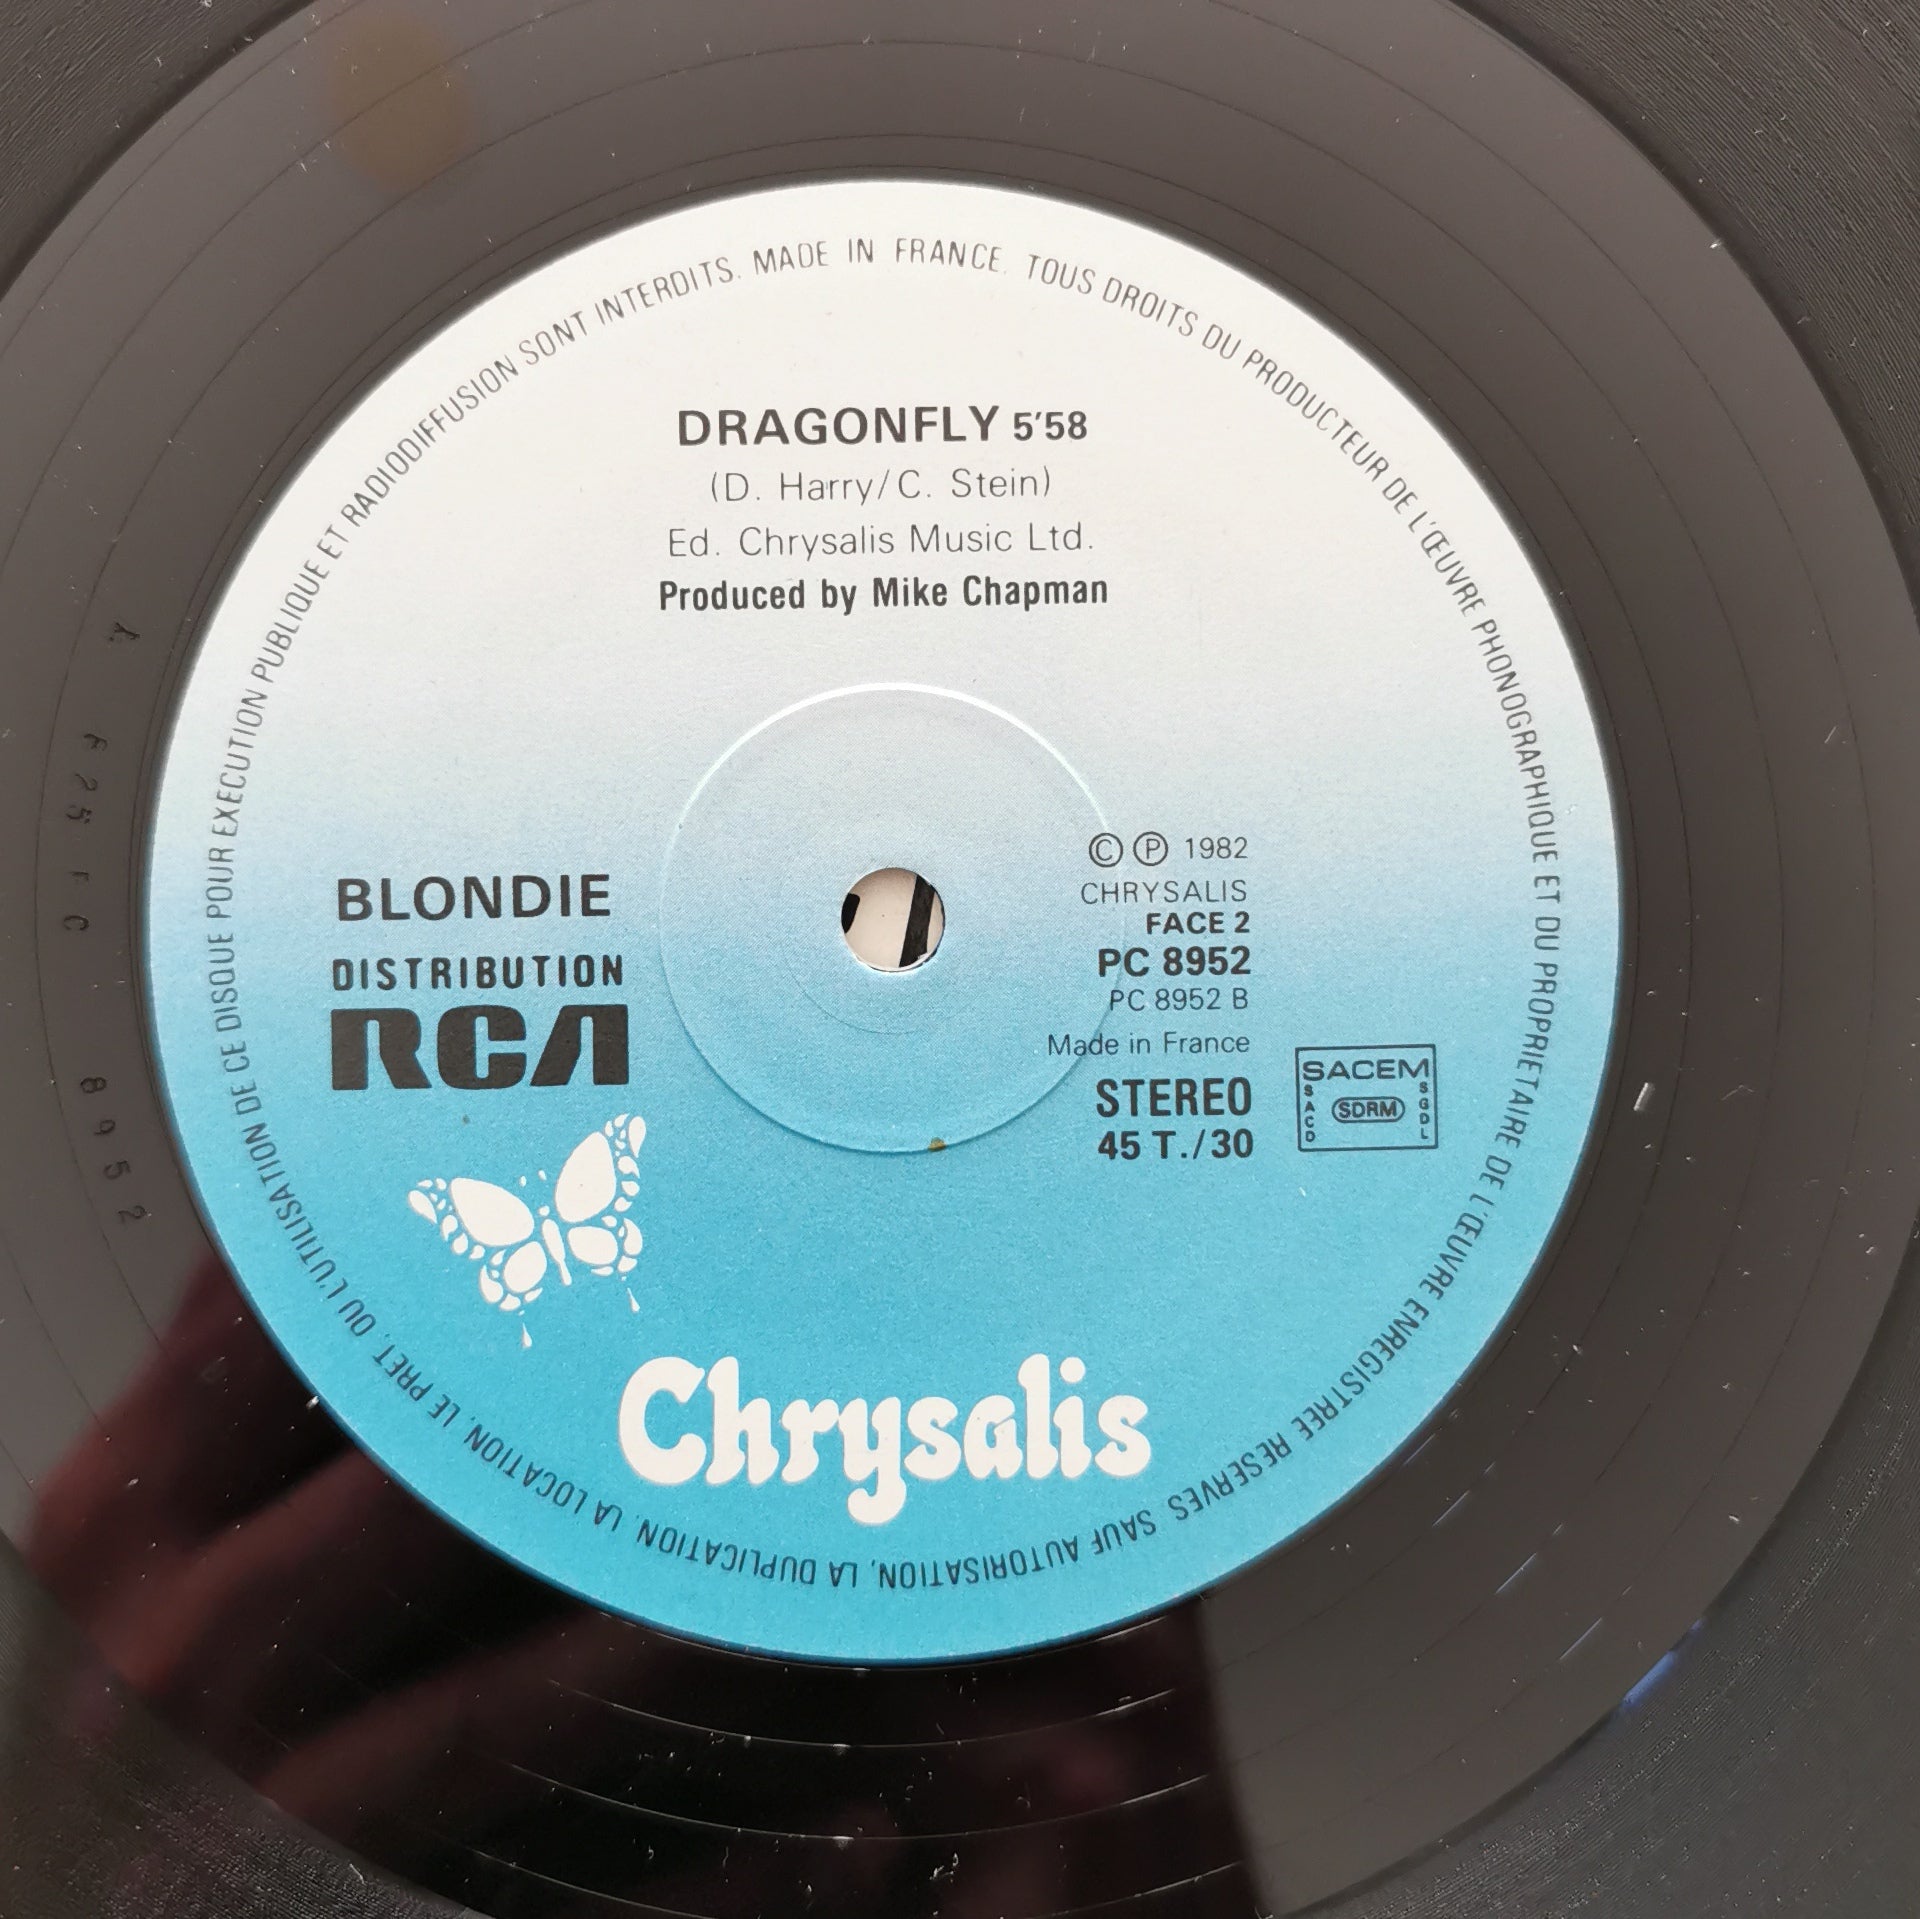 MADE IN FRANCE. TOUS DROITS DU PRODUCTEUR DE L'ŒUVRE PHONOGRAPHIQUE ET DU PROPRIETAIRE DE L'ŒUVRE ENREGISTREE RESERVES. SAUF AUTORISATION, LA DUPLICATION, LA LOCATION, LE PRET, OU L'UTILISATION DE CE DISQUE POUR EXECUTION PUBLIQUE ET RADIODIFFUSION SONT INTERDITS.
DRAGONFLY 5'58
(D. Harry/C. Stein)
Ed. Chrysalis Music Ltd.
Produced by Mike Chapman
BLONDIE
DISTRIBUTION
RCA
© ℗ 1982
CHRYSALIS
FACE 2
PC 8952
PC 8952 B
Made in France
STEREO
45 T./30
SACEM
SACD
SDRM
SGDL
Chrysalis
8952